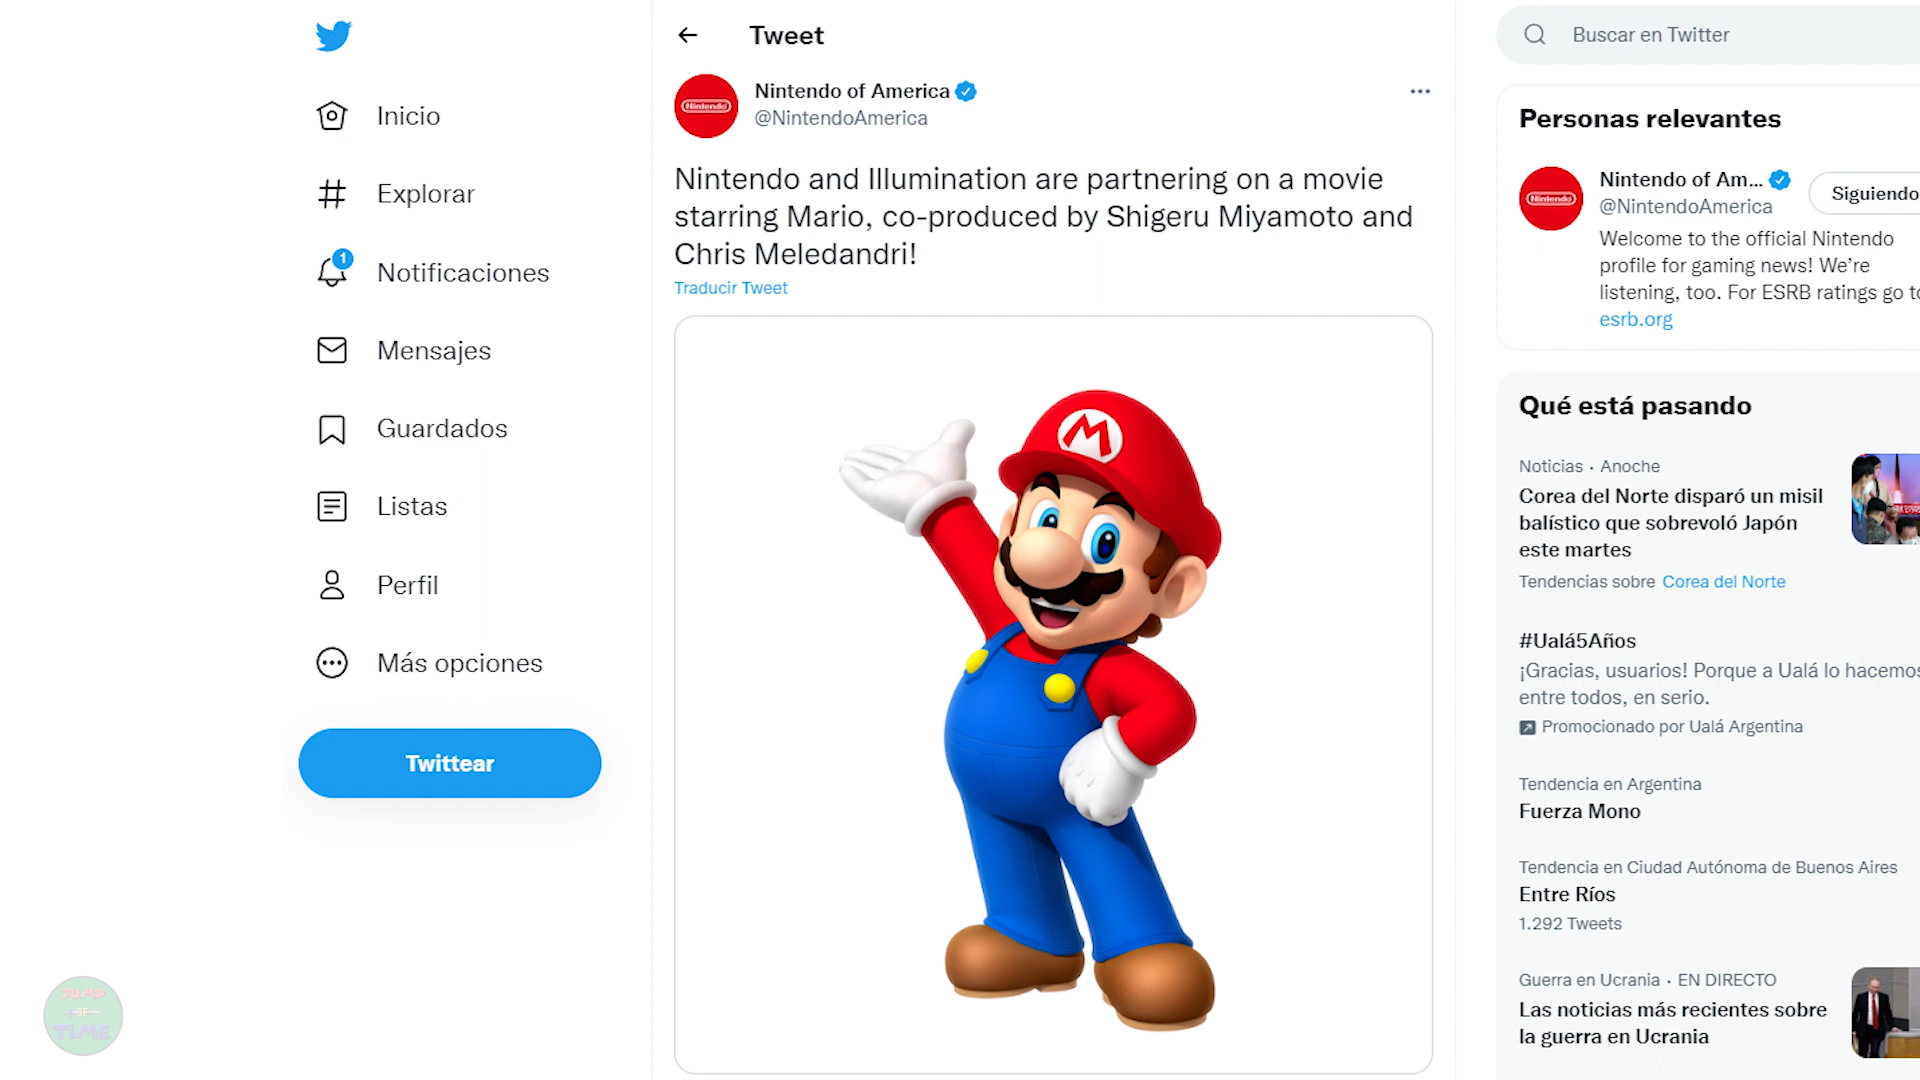 Inicio
Explorar
1
Notificaciones
Mensajes
Guardados
Listas
Perfil
Más opciones
Twittear
Tweet
Nintendo
Nintendo of America
@NintendoAmerica
Nintendo and Illumination are partnering on a movie
starring Mario, co-produced by Shigeru Miyamoto and
Chris Meledandri!
Traducir Tweet
M
Buscar en Twitter
Personas relevantes
Nintendo
Nintendo of Am...
@NintendoAmerica
Siguiendo
Welcome to the official Nintendo
profile for gaming news! We’re
listening, too. For ESRB ratings go to
esrb.org
Qué está pasando
Noticias · Anoche
Corea del Norte disparó un misil
balístico que sobrevoló Japón
este martes
Tendencias sobre Corea del Norte
#Ualá5Años
¡Gracias, usuarios! Porque a Ualá lo hacemos
entre todos, en serio.
Promocionado por Ualá Argentina
Tendencia en Argentina
Fuerza Mono
Tendencia en Ciudad Autónoma de Buenos Aires
Entre Ríos
1.292 Tweets
Guerra en Ucrania · EN DIRECTO
Las noticias más recientes sobre
la guerra en Ucrania
JUMP
OF
TIME